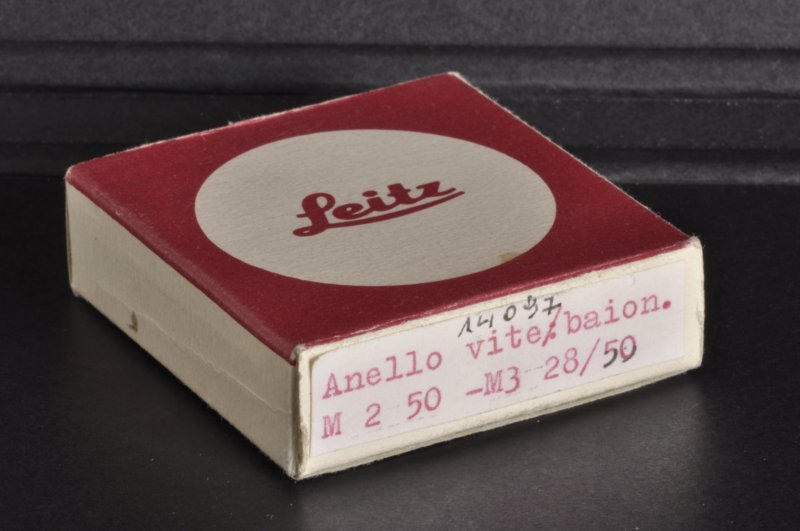 Leitz
14097
Anello vite/baion.
M 2 50 -M3 28/50